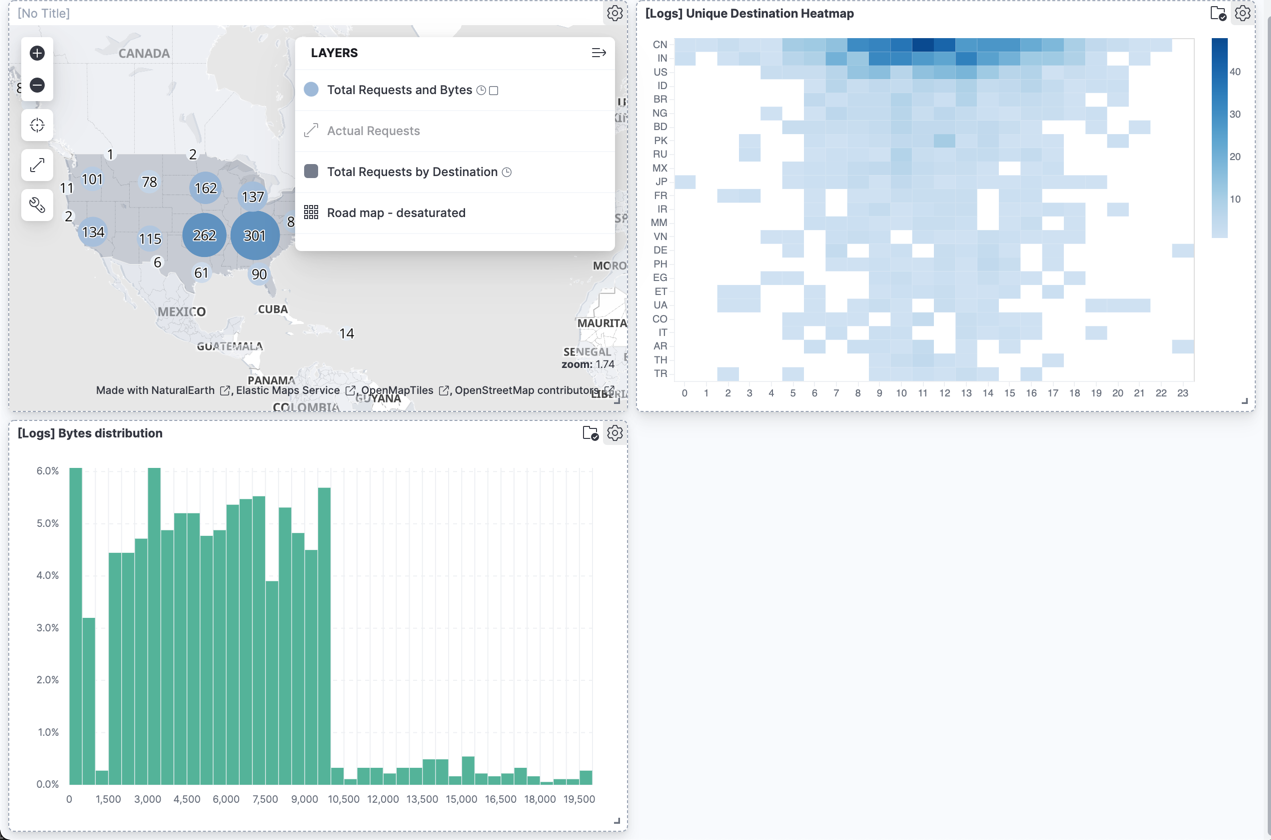 [No Title]
CANADA
8
1
2
11
101
78
162
137
2
134
115
262
301
8
6
61
90
MEXICO
CUBA
14
GUATEMALA
PANAMA
COLOMBIA
GUYANA
MORO
MAURITA
SENEGAL
zoom: 1.74
Made with NaturalEarth , Elastic Maps Service , OpenMapTiles , OpenStreetMap contributors
LAYERS
Total Requests and Bytes
Actual Requests
Total Requests by Destination
Road map - desaturated
[Logs] Unique Destination Heatmap
CN
IN
US
ID
BR
NG
BD
PK
RU
MX
JP
FR
IR
MM
VN
DE
PH
EG
ET
UA
CO
IT
AR
TH
TR
0 1 2 3 4 5 6 7 8 9 10 11 12 13 14 15 16 17 18 19 20 21 22 23
40
30
20
10
[Logs] Bytes distribution
6.0%
5.0%
4.0%
3.0%
2.0%
1.0%
0.0%
0 1,500 3,000 4,500 6,000 7,500 9,000 10,500 12,000 13,500 15,000 16,500 18,000 19,500